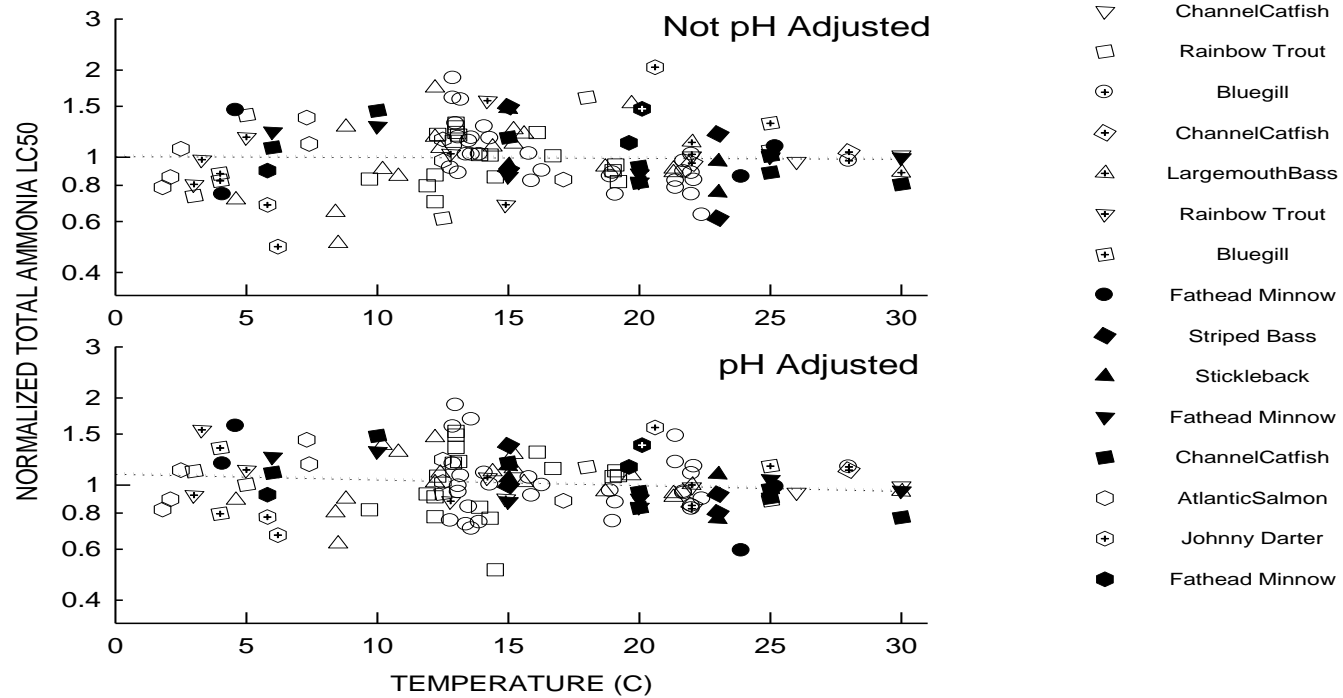 NORMALIZED TOTAL AMMONIA LC50
3
Not pH Adjusted
2
1.5
1
0.8
0.6
0.4
0 5 10 15 20 25 30
3
pH Adjusted
2
1.5
1
0.8
0.6
0.4
0 5 10 15 20 25 30
TEMPERATURE (C)
ChannelCatfish
Rainbow Trout
Bluegill
ChannelCatfish
LargemouthBass
Rainbow Trout
Bluegill
Fathead Minnow
Striped Bass
Stickleback
Fathead Minnow
ChannelCatfish
AtlanticSalmon
Johnny Darter
Fathead Minnow